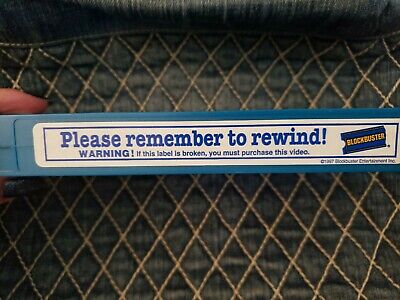 Please remember to rewind!
WARNING! If this label is broken, you must purchase this video.
BLOCKBUSTER
©1997 Blockbuster Entertainment Inc.